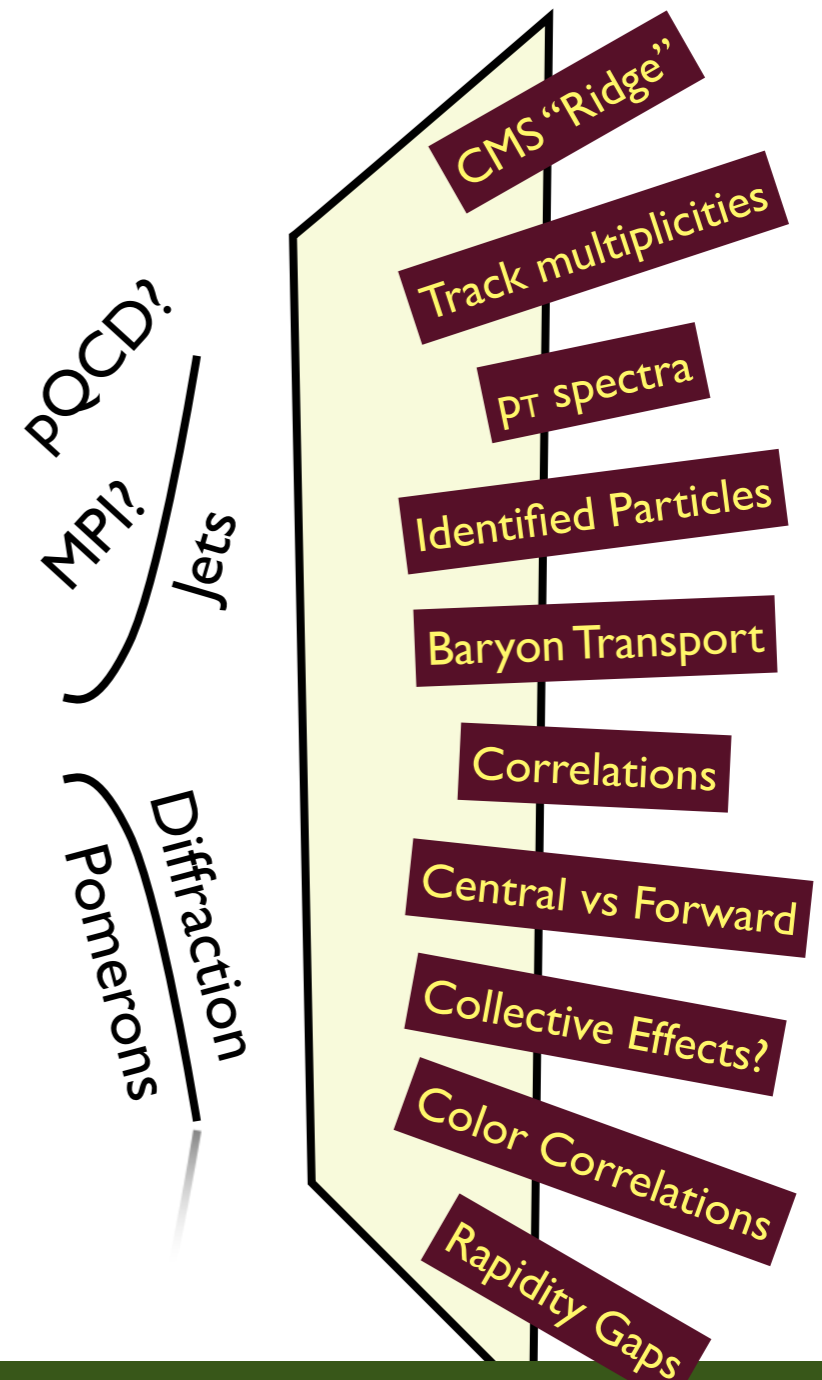 pQCD?
MPI?
Jets
Diffraction
Pomerons
CMS “Ridge”
Track multiplicities
pT spectra
Identified Particles
Baryon Transport
Correlations
Central vs Forward
Collective Effects?
Color Correlations
Rapidity Gaps